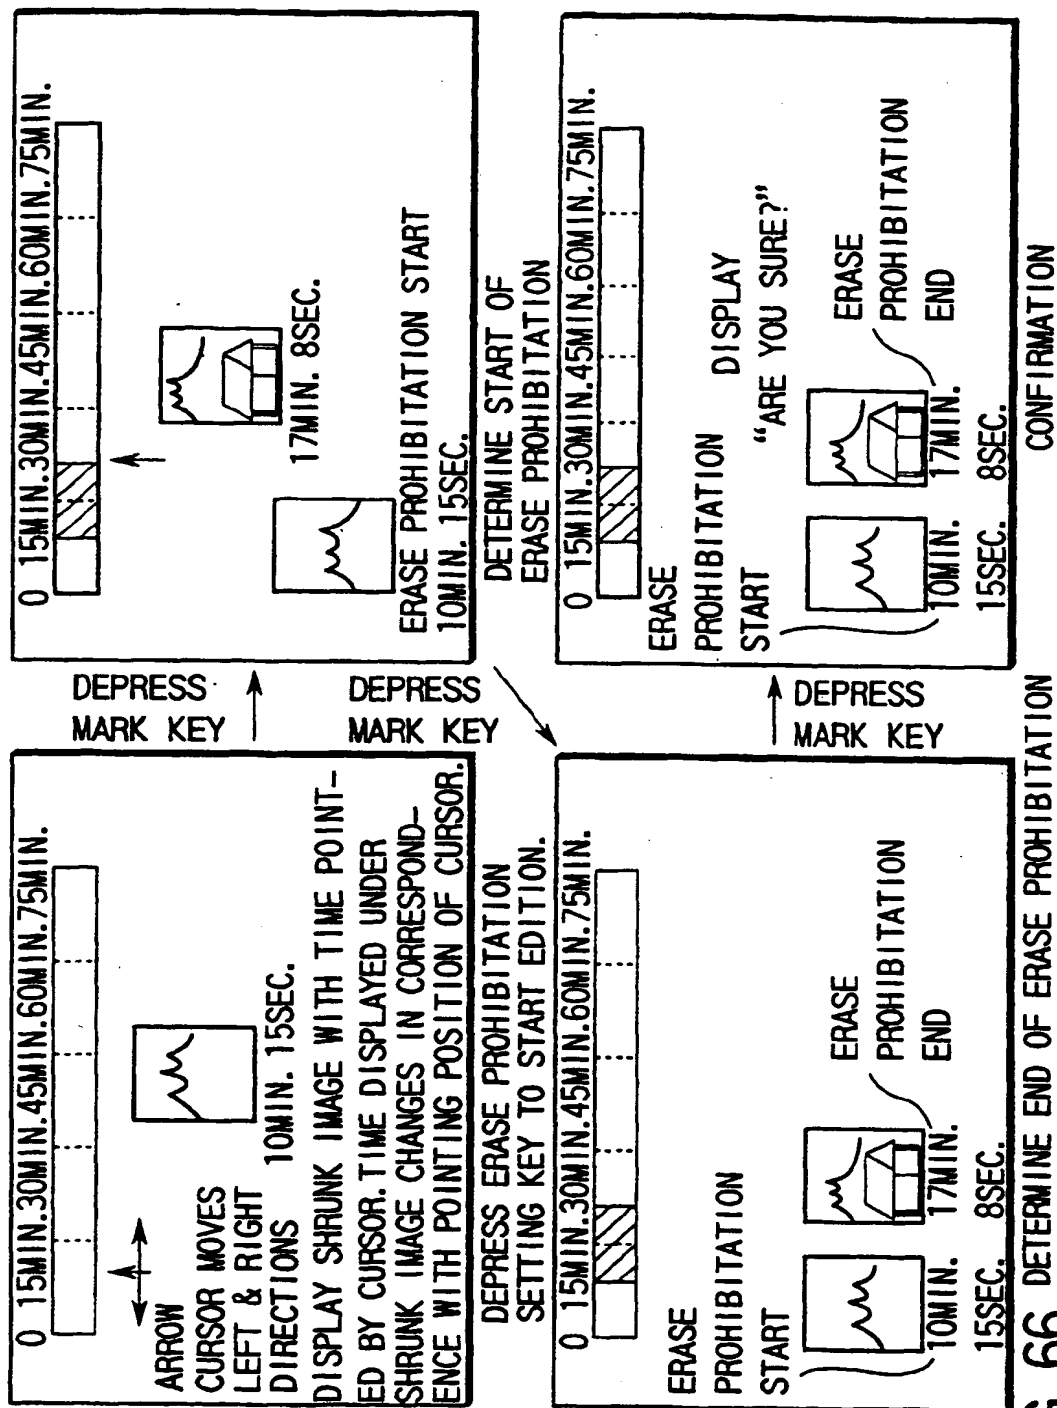 0 15MIN.30MIN.45MIN.60MIN.75MIN.
ARROW
CURSOR MOVES
LEFT & RIGHT
DIRECTIONS
10MIN. 15SEC.
DISPLAY SHRUNK IMAGE WITH TIME POINT-
ED BY CURSOR.TIME DISPLAYED UNDER
SHRUNK IMAGE CHANGES IN CORRESPOND-
ENCE WITH POINTING POSITION OF CURSOR.
DEPRESS ERASE PROHIBITATION
SETTING KEY TO START EDITION.
DEPRESS
MARK KEY
0 15MIN.30MIN.45MIN.60MIN.75MIN.
17MIN. 8SEC.
ERASE PROHIBITATION START
10MIN. 15SEC.
DETERMINE START OF
ERASE PROHIBITATION
DEPRESS
MARK KEY
0 15MIN.30MIN.45MIN.60MIN.75MIN.
ERASE
PROHIBITATION
START
10MIN.
15SEC.
17MIN.
8SEC.
ERASE
PROHIBITATION
END
DETERMINE END OF ERASE PROHIBITATION
DEPRESS
MARK KEY
0 15MIN.30MIN.45MIN.60MIN.75MIN.
ERASE
PROHIBITATION
START
DISPLAY
“ARE YOU SURE?”
10MIN.
15SEC.
17MIN.
8SEC.
ERASE
PROHIBITATION
END
CONFIRMATION
66